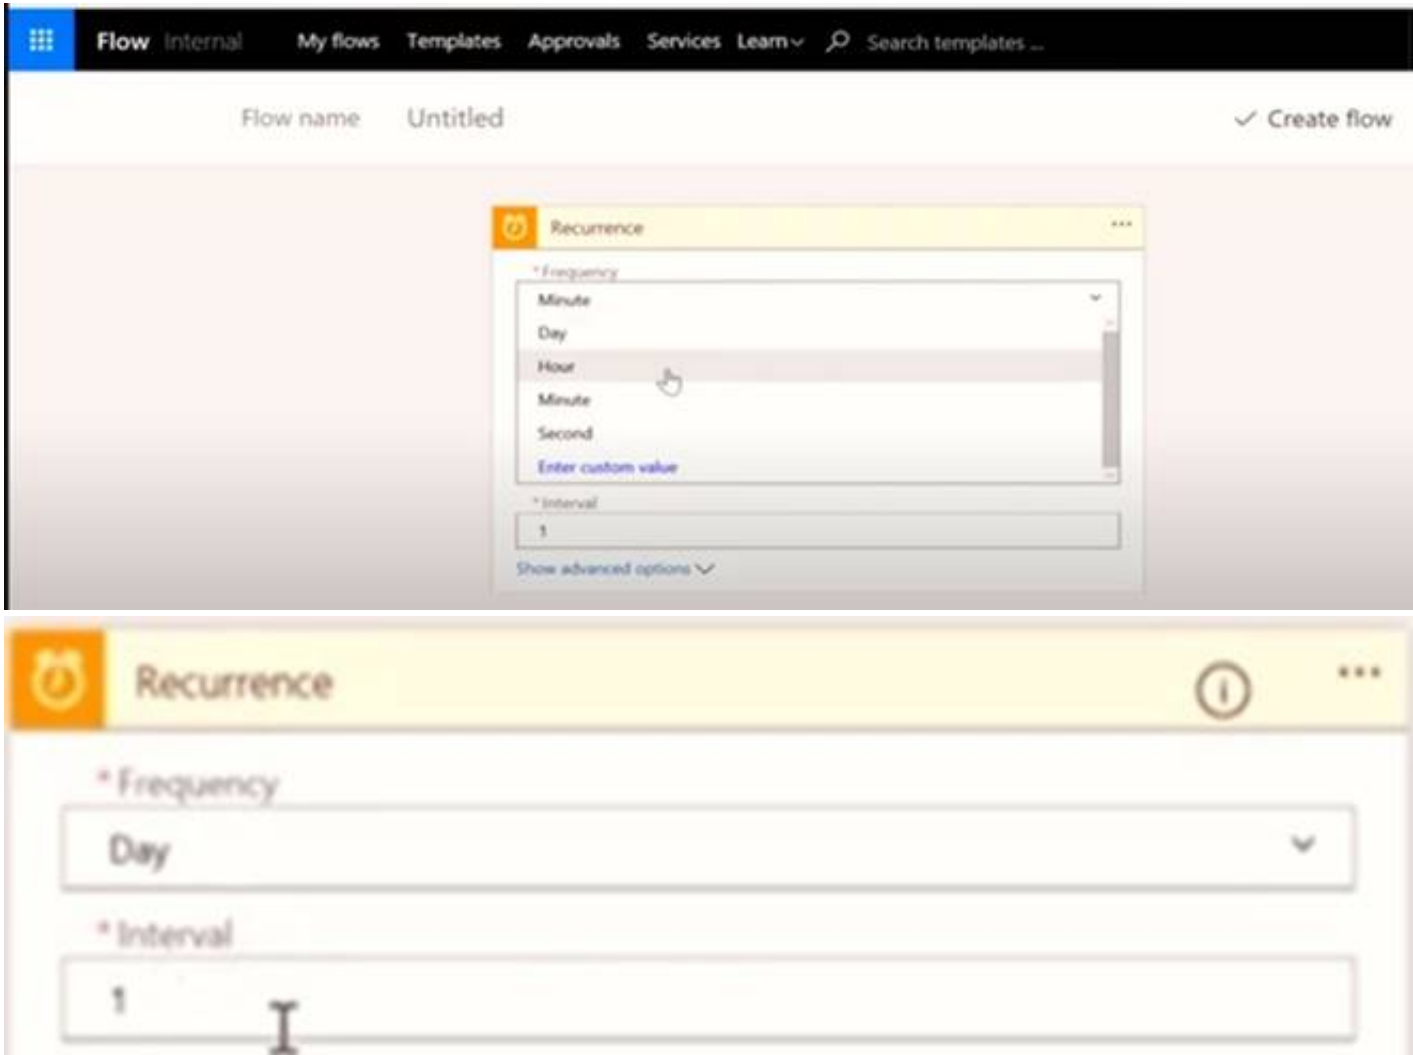 Flow Internal My flows Templates Approvals Services Learn Search templates ...
Flow name Untitled Create flow
Recurrence
* Frequency
Minute
Day
Hour
Minute
Second
Enter custom value
* Interval
1
Show advanced options
Recurrence
* Frequency
Day
* Interval
1